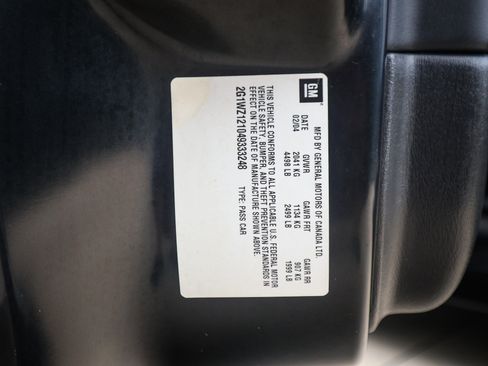 GM
MFD BY GENERAL MOTORS OF CANADA LTD.
DATE GVWR GAWR FRT GAWR RR
02/04 2041 KG 1134 KG 907 KG
4498 LB 2499 LB 1999 LB
THIS VEHICLE CONFORMS TO ALL APPLICABLE U.S. FEDERAL MOTOR
VEHICLE SAFETY, BUMPER, AND THEFT PREVENTION STANDARDS IN
EFFECT ON THE DATE OF MANUFACTURE SHOWN ABOVE.
2G1WZ121049333248 TYPE: PASS CAR